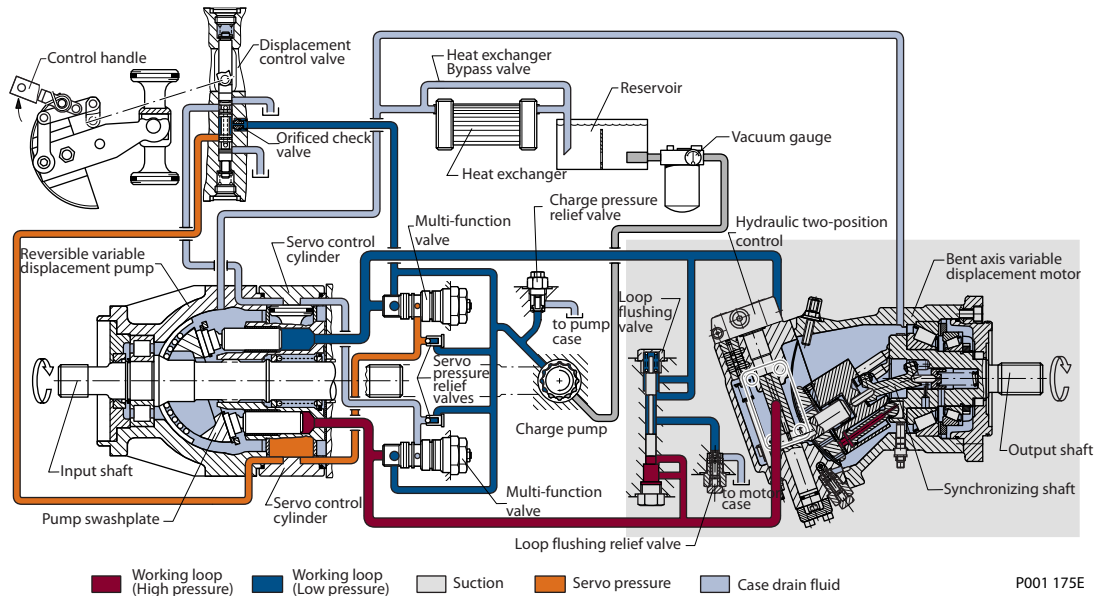 Control handle
Displacement
control valve
Heat exchanger
Bypass valve
Reservoir
Vacuum gauge
Orificed check
valve
Heat exchanger
Charge pressure
relief valve
Multi-function
valve
Hydraulic two-position
control
Reversible variable
displacement pump
Servo control
cylinder
Bent axis variable
displacement motor
Loop
flushing
valve
to pump
case
Servo
pressure
relief
valves
Charge pump
Input shaft
Output shaft
Pump swashplate
Servo control
cylinder
Multi-function
valve
to motor
case
Synchronizing shaft
Loop flushing relief valve
Working loop
(High pressure)
Working loop
(Low pressure)
Suction
Servo pressure
Case drain fluid
P001 175E